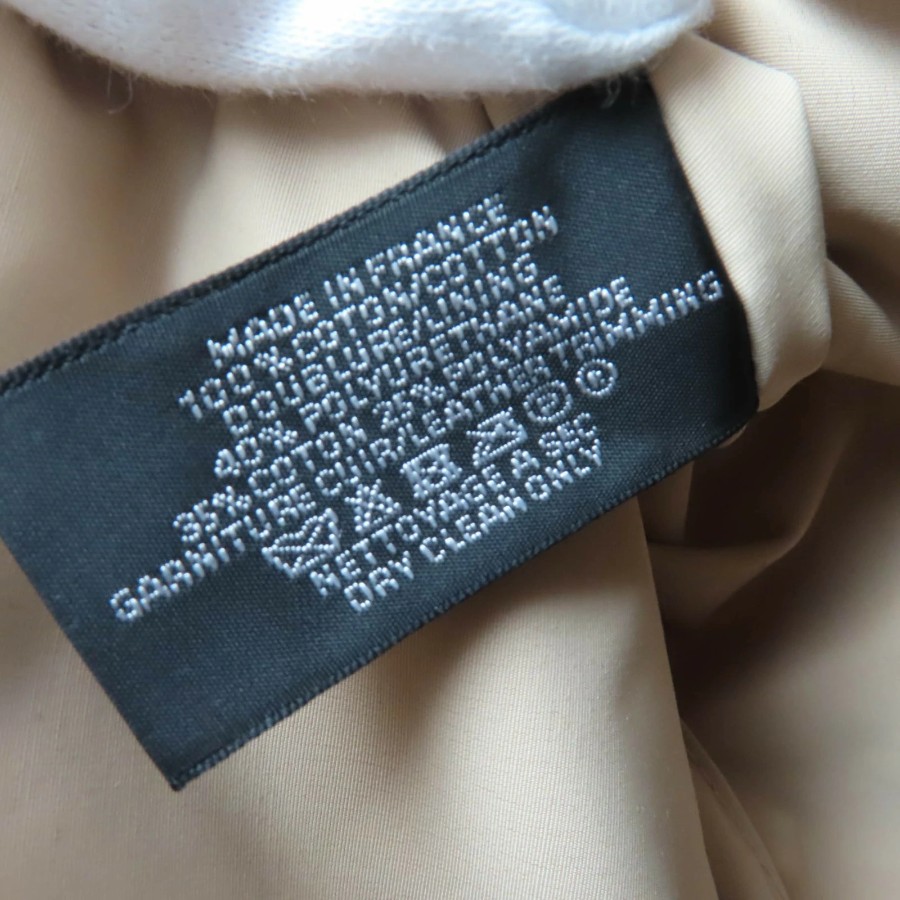 MADE IN FRANCE
100% COTON/COTTON
DOUBLURE/LINING
40% POLYURETHANE
35% COTON 25% POLYAMIDE
GARNITURE CUIR/LEATHER TRIMMING
NETTOYAGE A SEC
DRY CLEAN ONLY